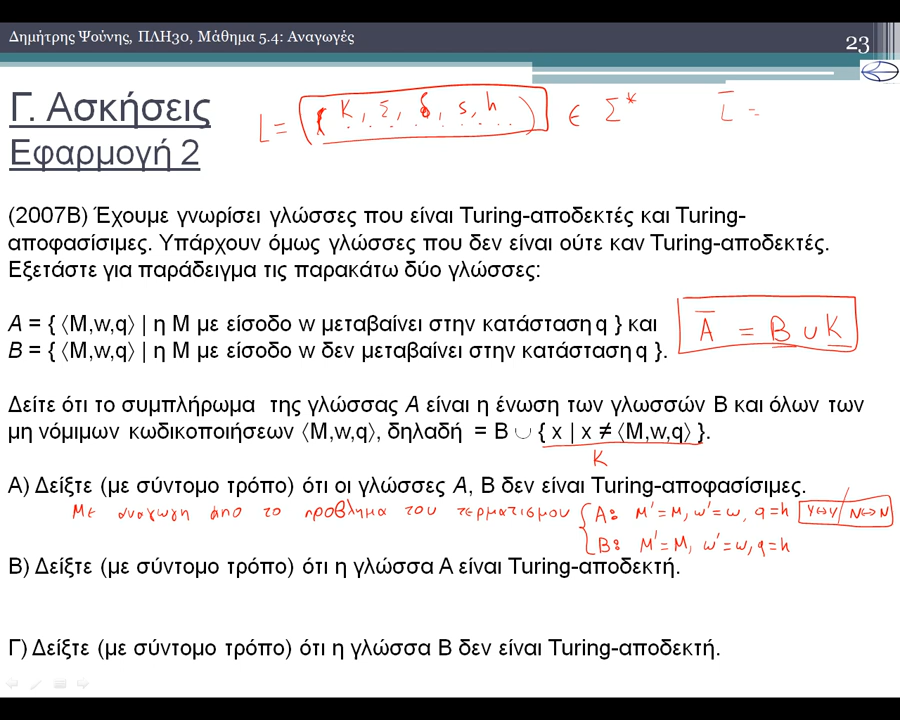 Δημήτρης Ψούνης, ΠΛΗ30, Μάθημα 5.4: Αναγωγές
23
Γ. Ασκήσεις
Εφαρμογή 2
L = ( K, Σ, δ, s, h ) ∈ Σ*
L̅ =
(2007Β) Έχουμε γνωρίσει γλώσσες που είναι Turing-αποδεκτές και Turing-
αποφασίσιμες. Υπάρχουν όμως γλώσσες που δεν είναι ούτε καν Turing-αποδεκτές.
Εξετάστε για παράδειγμα τις παρακάτω δύο γλώσσες:
A = { ⟨M,w,q⟩ | η Μ με είσοδο w μεταβαίνει στην κατάσταση q } και
B = { ⟨M,w,q⟩ | η Μ με είσοδο w δεν μεταβαίνει στην κατάσταση q }.
A̅ = B ∪ K
Δείτε ότι το συμπλήρωμα της γλώσσας A είναι η ένωση των γλωσσών Β και όλων των
μη νόμιμων κωδικοποιήσεων ⟨M,w,q⟩, δηλαδή = B ∪ { x | x ≠ ⟨M,w,q⟩ }.
K
Α) Δείξτε (με σύντομο τρόπο) ότι οι γλώσσες A, B δεν είναι Turing-αποφασίσιμες.
Με αναγωγη απο το προβλημα του τερματισμου { A: M'=M, w'=w, q=h Y↔Y / N↔N
B: M'=M, w'=w, q=h
Β) Δείξτε (με σύντομο τρόπο) ότι η γλώσσα Α είναι Turing-αποδεκτή.
Γ) Δείξτε (με σύντομο τρόπο) ότι η γλώσσα Β δεν είναι Turing-αποδεκτή.